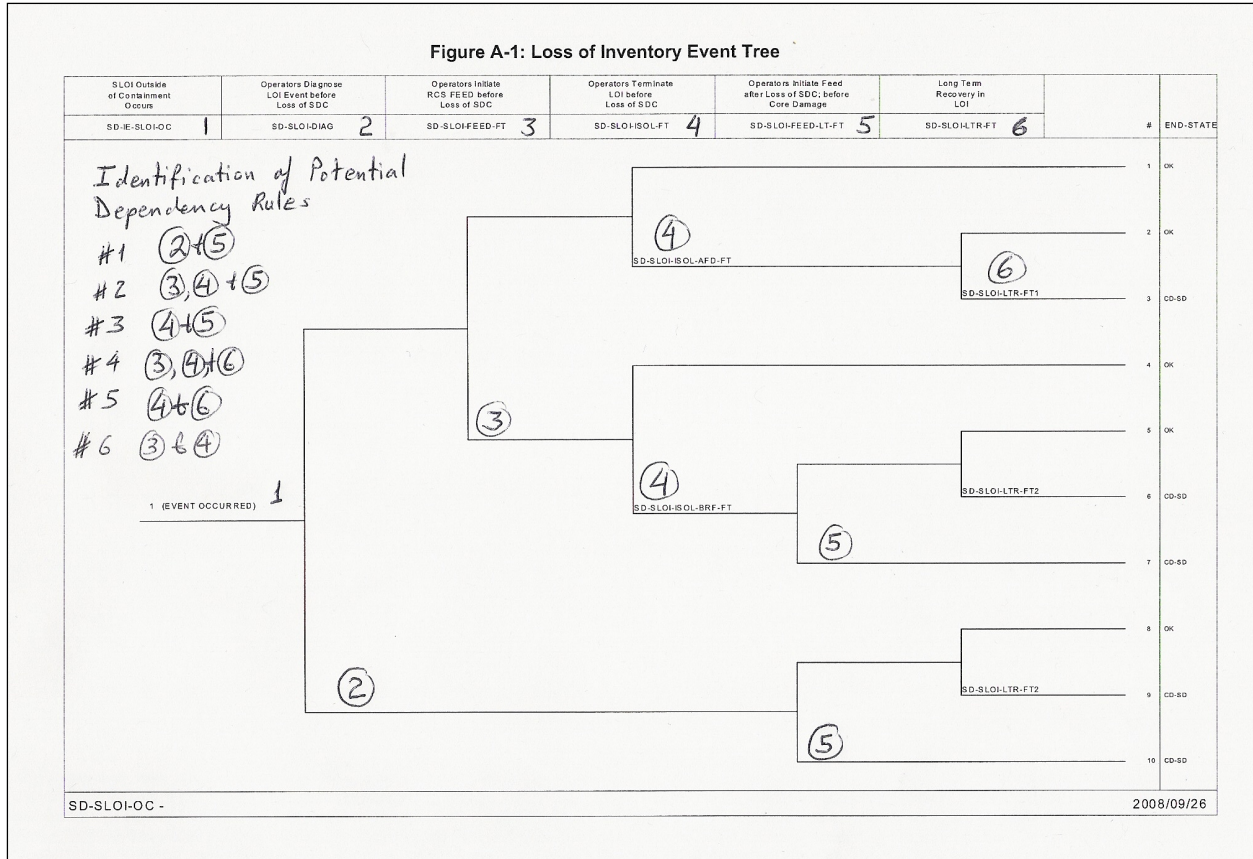 Figure A-1: Loss of Inventory Event Tree
SLOI Outside
of Containment
Occurs
Operators Diagnose
LOI Event before
Loss of SDC
Operators Initiate
RCS FEED before
Loss of SDC
Operators Terminate
LOI before
Loss of SDC
Operators Initiate Feed
after Loss of SDC; before
Core Damage
Long Term
Recovery in
LOI
SD-IE-SLOI-OC 1
SD-SLOI-DIAG 2
SD-SLOI-FEED-FT 3
SD-SLOI-ISOL-FT 4
SD-SLOI-FEED-LT-FT 5
SD-SLOI-LTR-FT 6
# END-STATE
Identification of Potential
Dependency Rules
#1 2+5
#2 3,4+5
#3 4+5
#4 3,4,+6
#5 4+6
#6 3 & 4
1 (EVENT OCCURRED) 1
1 OK
4
2 OK
SD-SLOI-ISOL-AFD-FT
6
SD-SLOI-LTR-FT1
3 CD-SD
4 OK
3
5 OK
4
SD-SLOI-LTR-FT2
6 CD-SD
SD-SLOI-ISOL-BRF-FT
5
7 CD-SD
8 OK
2
SD-SLOI-LTR-FT2
9 CD-SD
5
10 CD-SD
SD-SLOI-OC -
2008/09/26